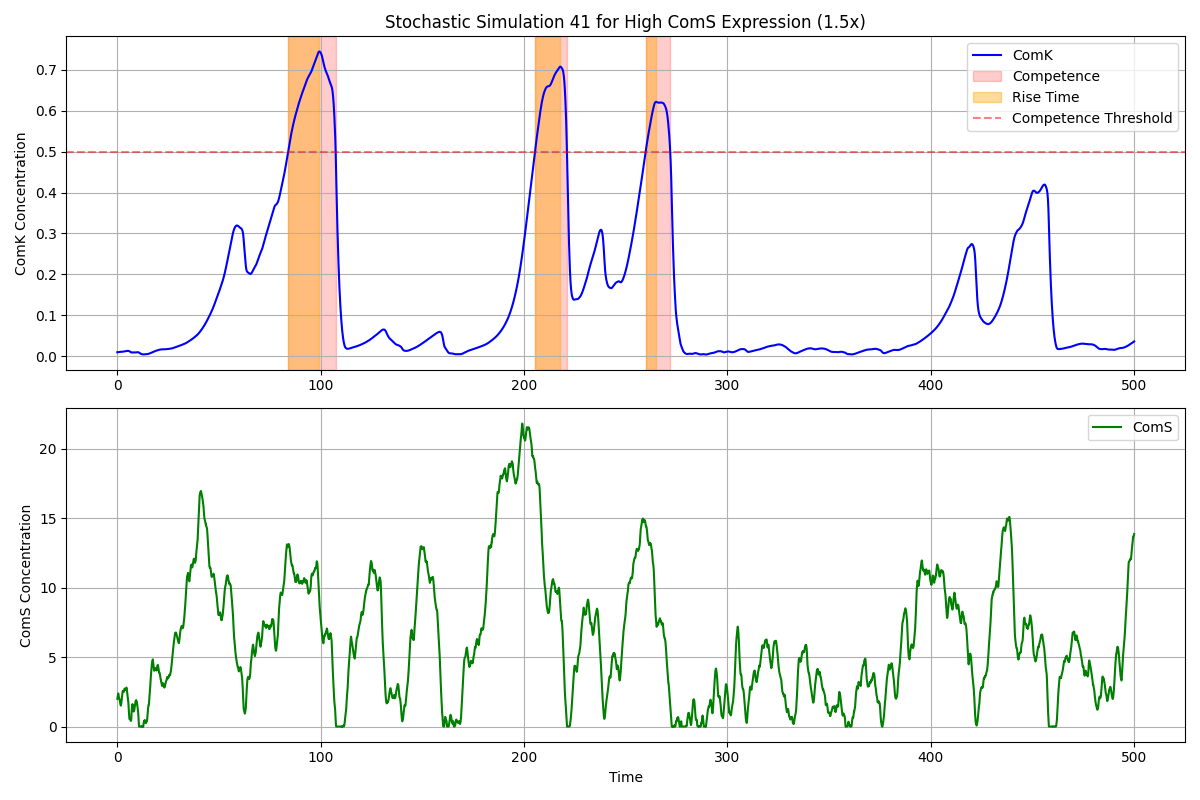 Stochastic Simulation 41 for High ComS Expression (1.5x)
ComK Concentration
0.7
0.6
0.5
0.4
0.3
0.2
0.1
0.0
ComK
Competence
Rise Time
Competence Threshold
0 100 200 300 400 500
ComS Concentration
20
15
10
5
0
ComS
0 100 200 300 400 500
Time